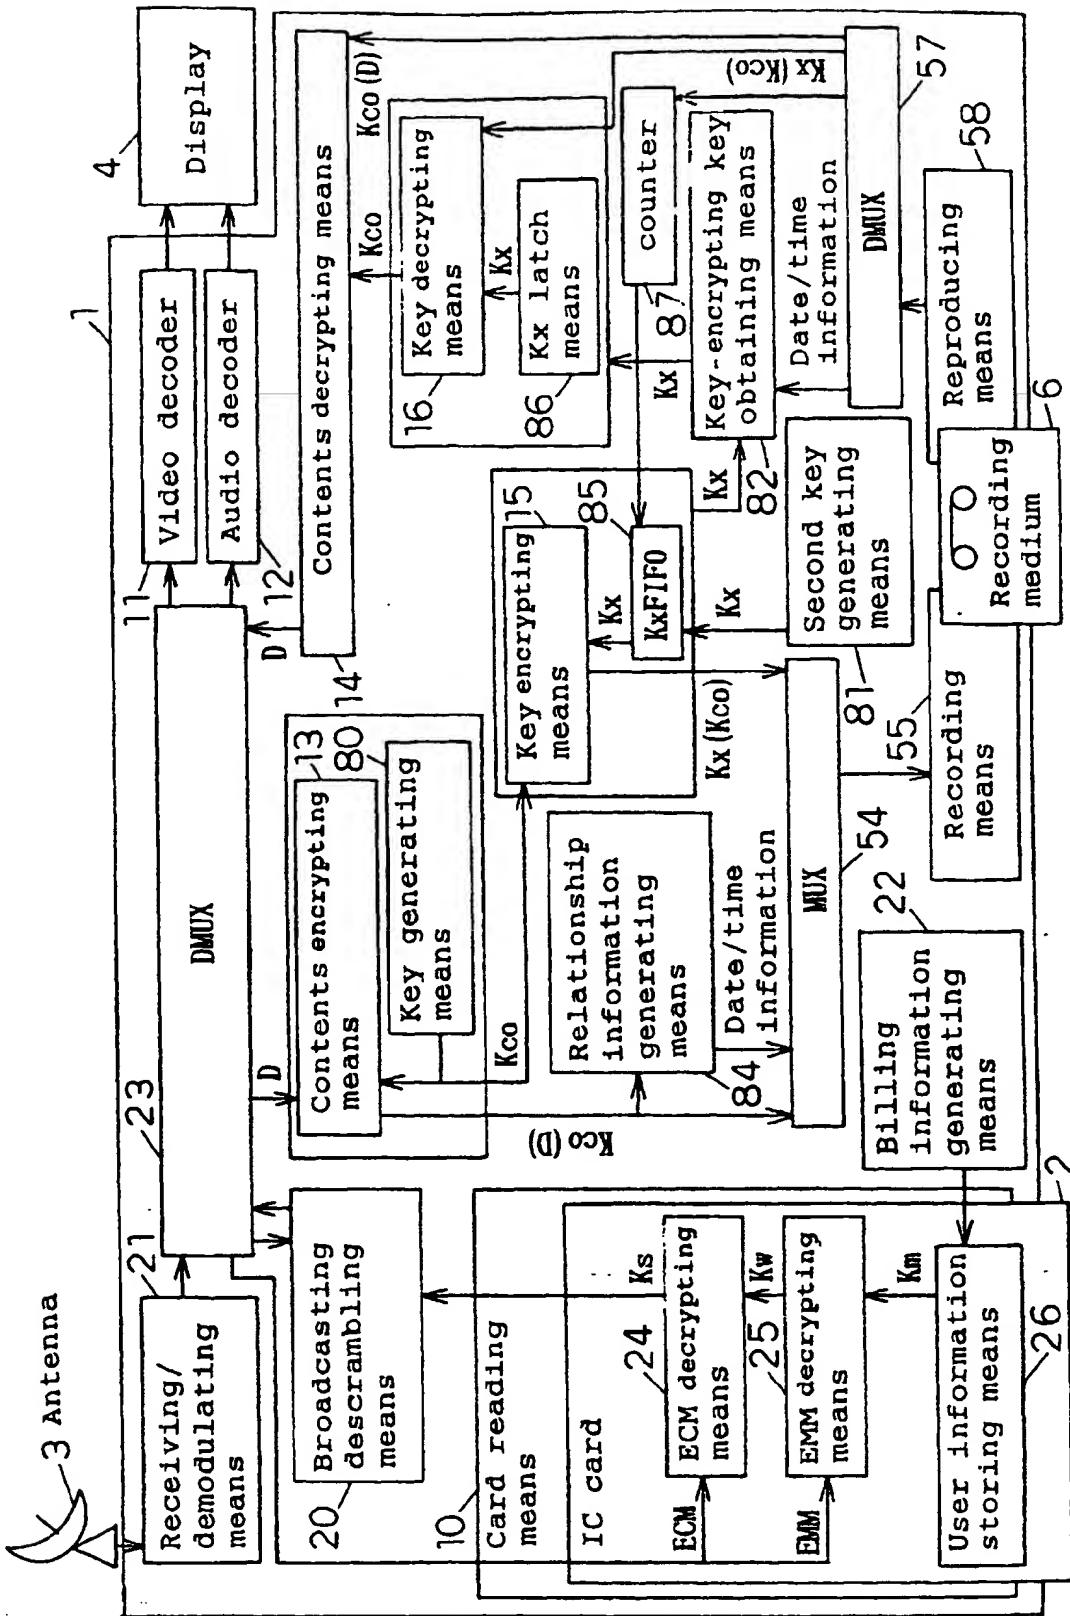 3 Antenna
Receiving/
demodulating
means
21
23
DMUX
11
Video decoder
Audio decoder
12
1
4
Display
Broadcasting
descrambling
means
20
D
Contents encrypting
means
13
Key generating
means
80
D
14
Contents decrypting means
Kco
Kco (D)
Kco (D)
Kco
Key decrypting
means
16
Kx
Kx latch
means
86
Kx
10
Card reading
means
IC card
Ks
ECM
ECM decrypting
means
24
Kw
EMM
EMM decrypting
means
25
Km
User information
storing means
26
2
Billing
information
generating
means
22
Relationship
information
generating
means
84
Date/time
information
Key encrypting
means
15
Kx
KxFIFO
85
Kx
Kx (Kco)
Kx
counter
87
Key-encrypting key
obtaining means
82
Kx (Kco)
Date/time
information
MUX
54
Second key
generating
means
81
DMUX
57
Recording
means
55
Recording
medium
6
Reproducing
means
58